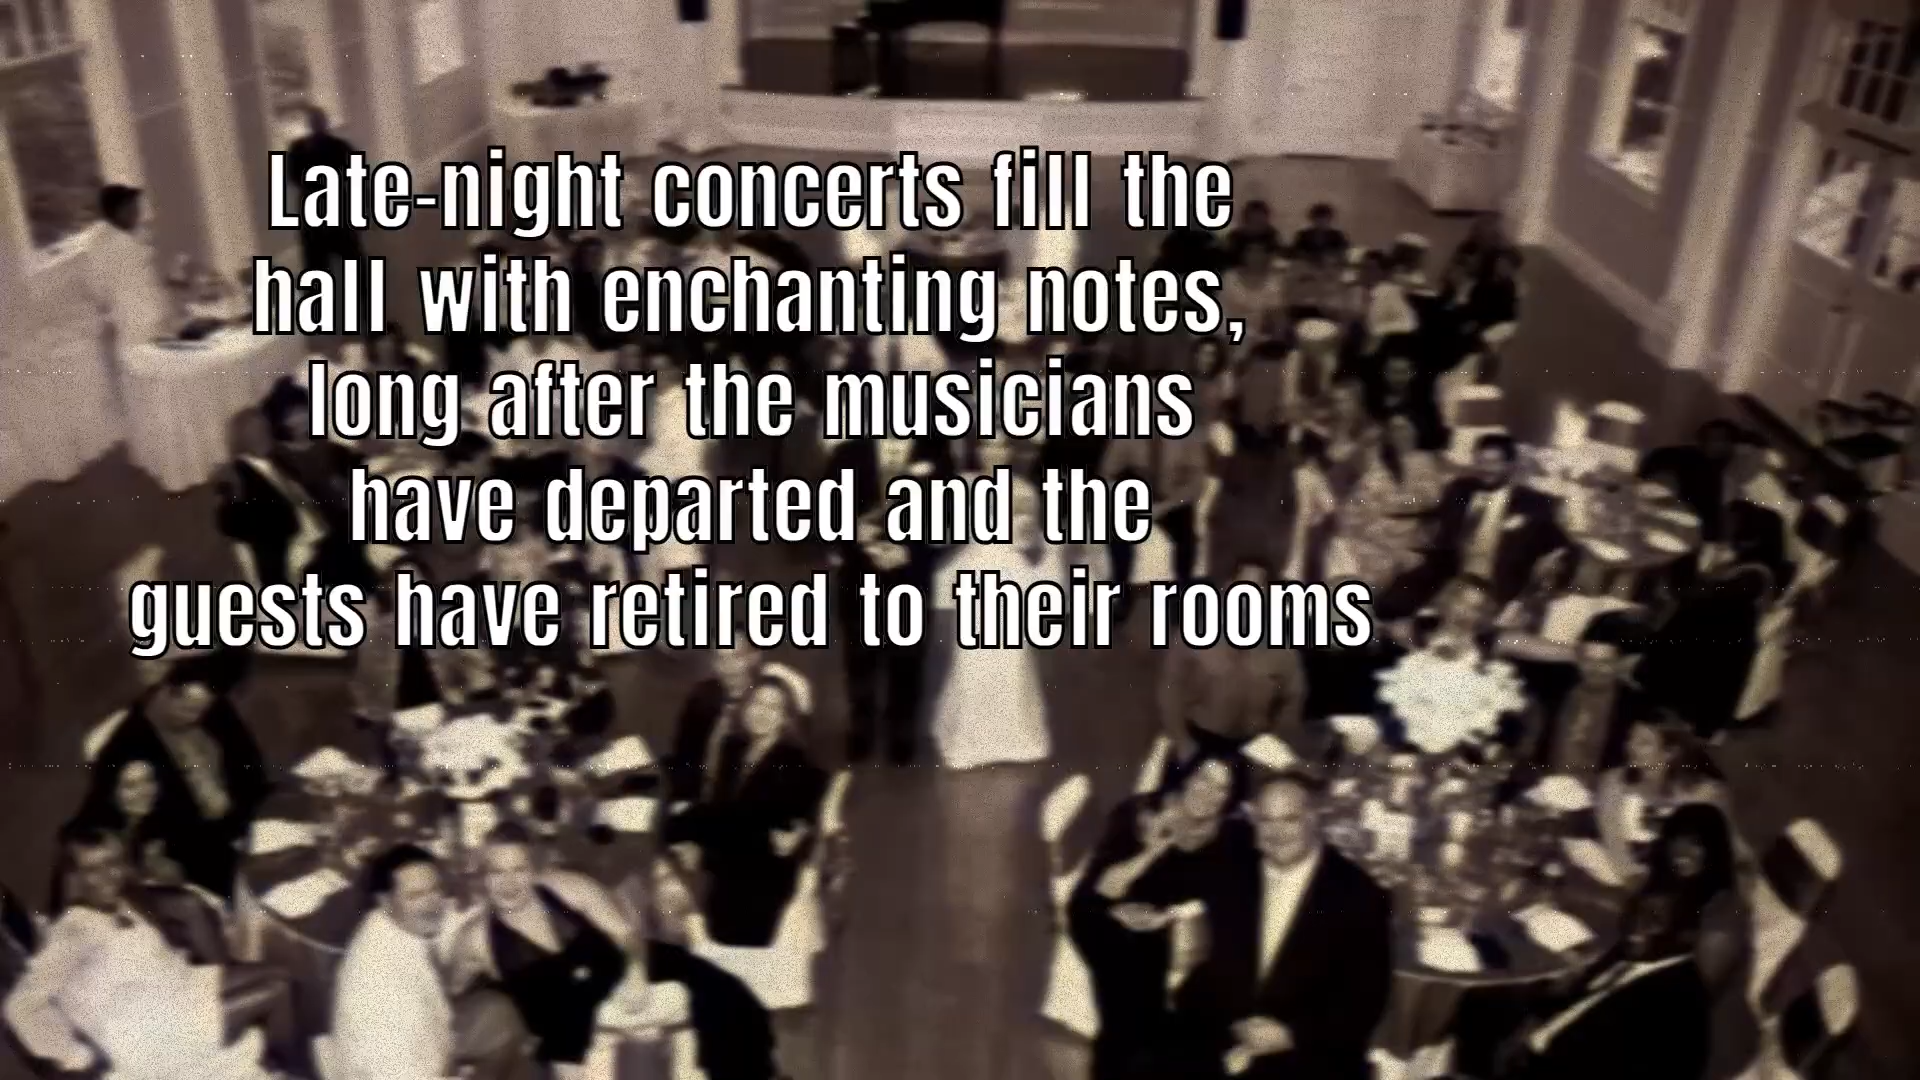 Late-night concerts fill the
hall with enchanting notes,
long after the musicians
have departed and the
guests have retired to their rooms